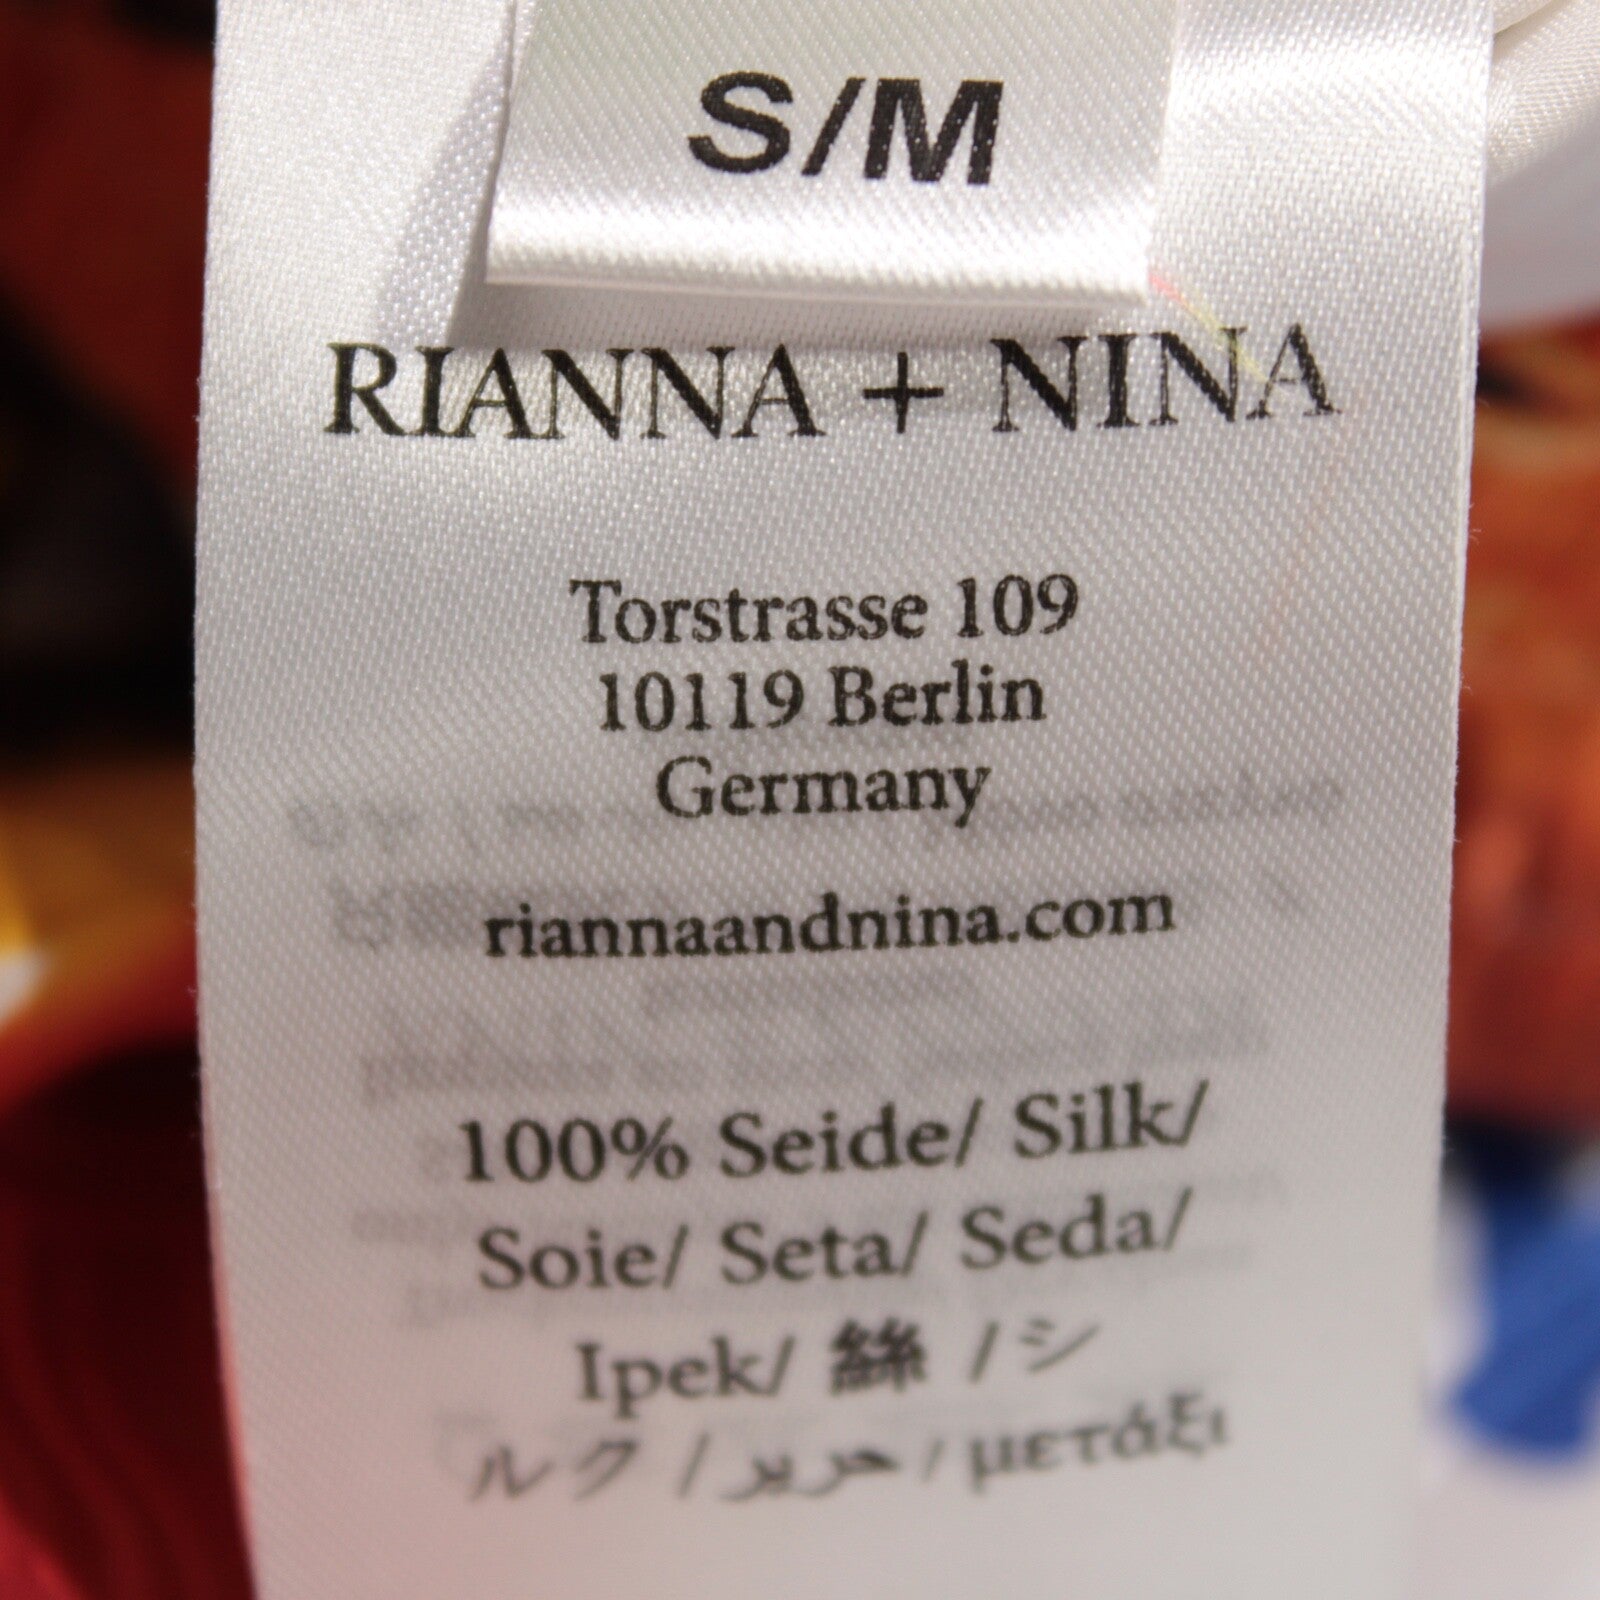 S/M
RIANNA + NINA
Torstrasse 109
10119 Berlin
Germany
riannaandnina.com
100% Seide/ Silk/
Soie/ Seta/ Seda/
Ipek/ 絲 /シ
ルク / حرير / μετάξι